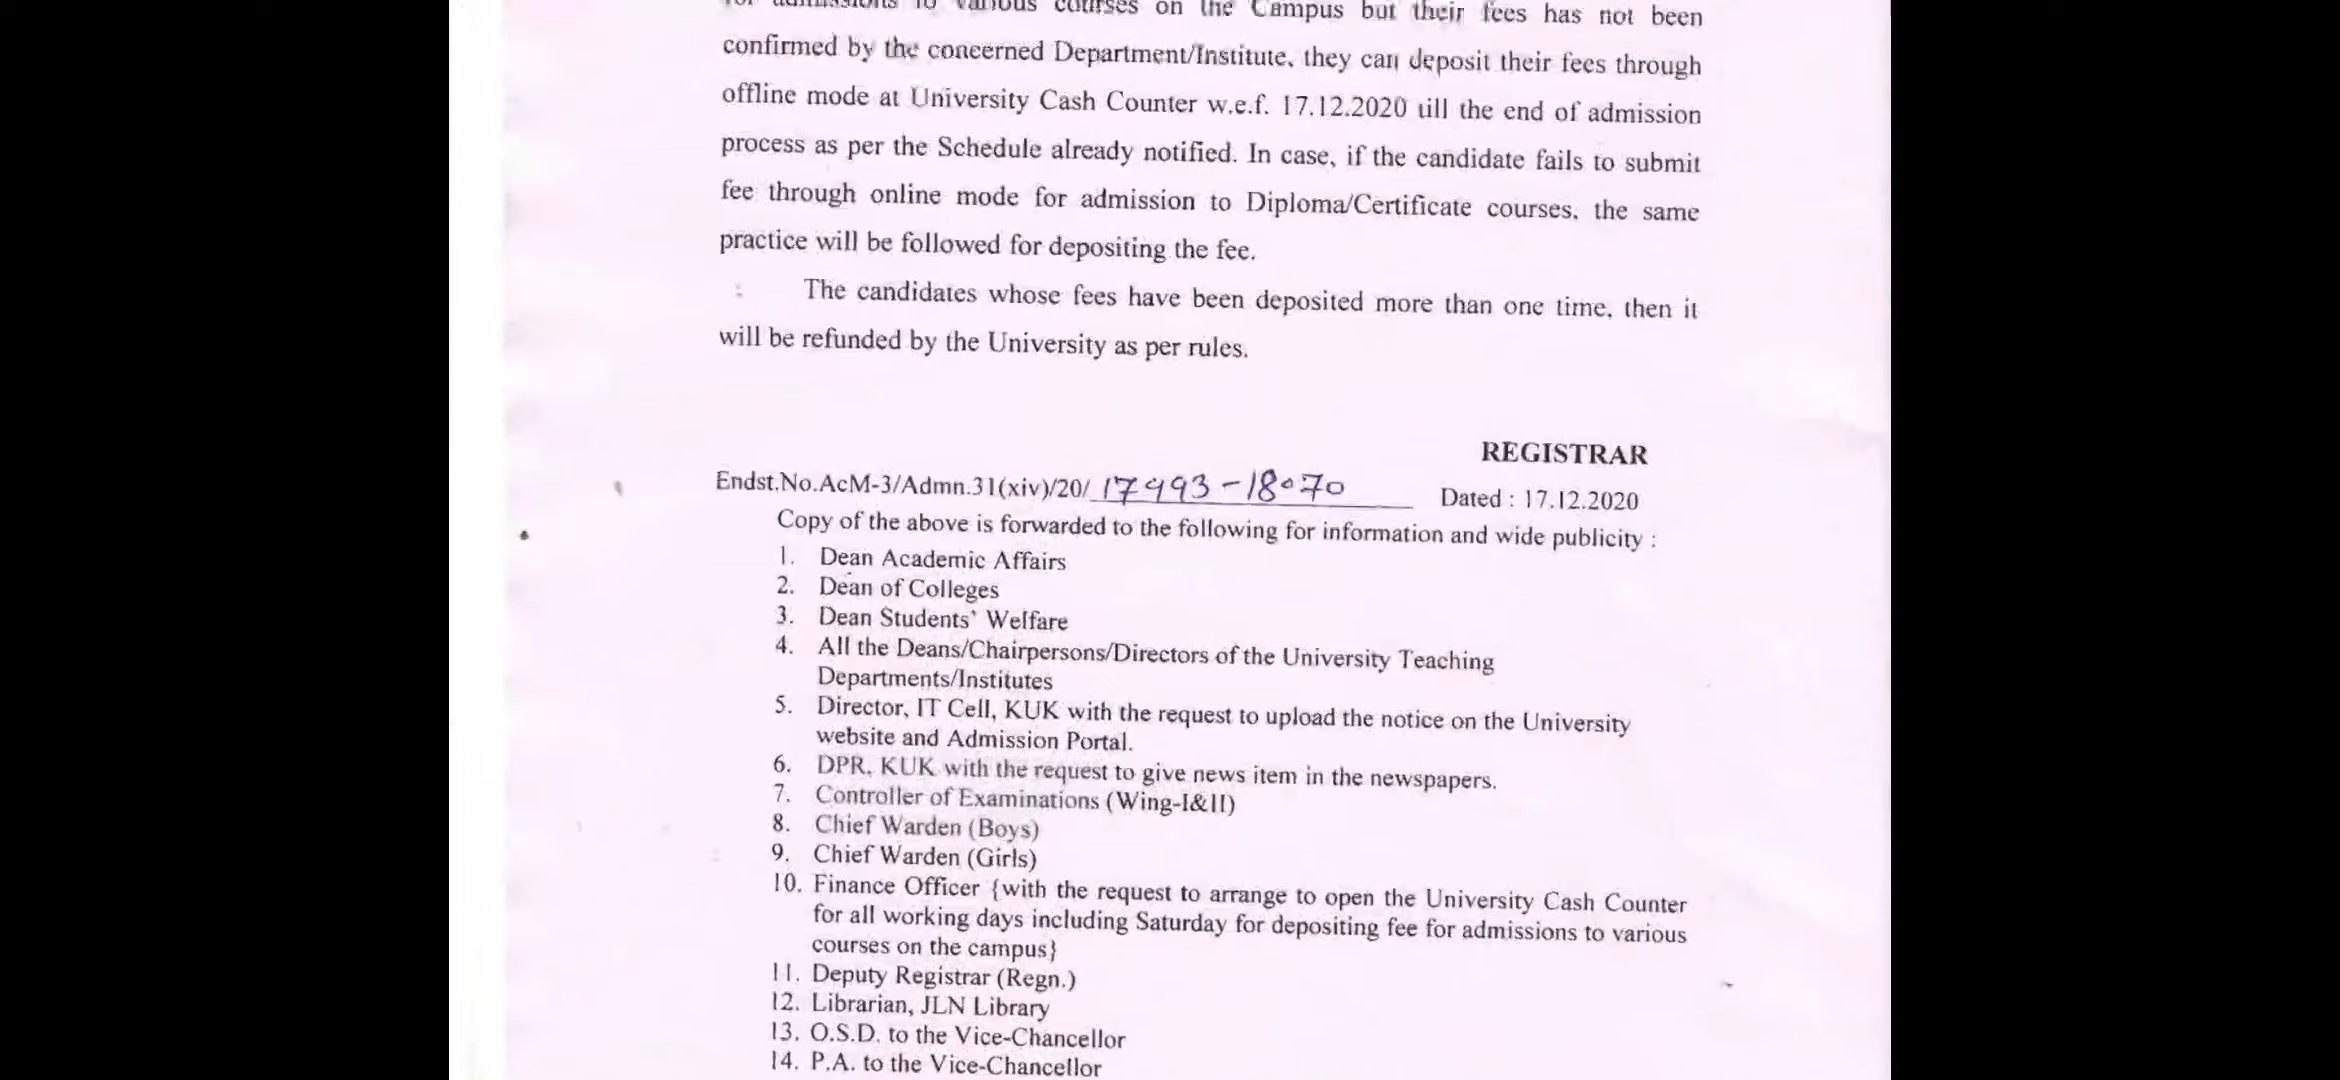 for admissions to various courses on the Campus but their fees has not been
confirmed by the concerned Department/Institute, they can deposit their fees through
offline mode at University Cash Counter w.e.f. 17.12.2020 till the end of admission
process as per the Schedule already notified. In case, if the candidate fails to submit
fee through online mode for admission to Diploma/Certificate courses, the same
practice will be followed for depositing the fee.
The candidates whose fees have been deposited more than one time, then it
will be refunded by the University as per rules.
REGISTRAR
Endst.No.AcM-3/Admn.31(xiv)/20/ 17993-18070 Dated : 17.12.2020
Copy of the above is forwarded to the following for information and wide publicity :
1. Dean Academic Affairs
2. Dean of Colleges
3. Dean Students' Welfare
4. All the Deans/Chairpersons/Directors of the University Teaching
Departments/Institutes
5. Director, IT Cell, KUK with the request to upload the notice on the University
website and Admission Portal.
6. DPR, KUK with the request to give news item in the newspapers.
7. Controller of Examinations (Wing-I&II)
8. Chief Warden (Boys)
9. Chief Warden (Girls)
10. Finance Officer {with the request to arrange to open the University Cash Counter
for all working days including Saturday for depositing fee for admissions to various
courses on the campus}
11. Deputy Registrar (Regn.)
12. Librarian, JLN Library
13. O.S.D. to the Vice-Chancellor
14. P.A. to the Vice-Chancellor